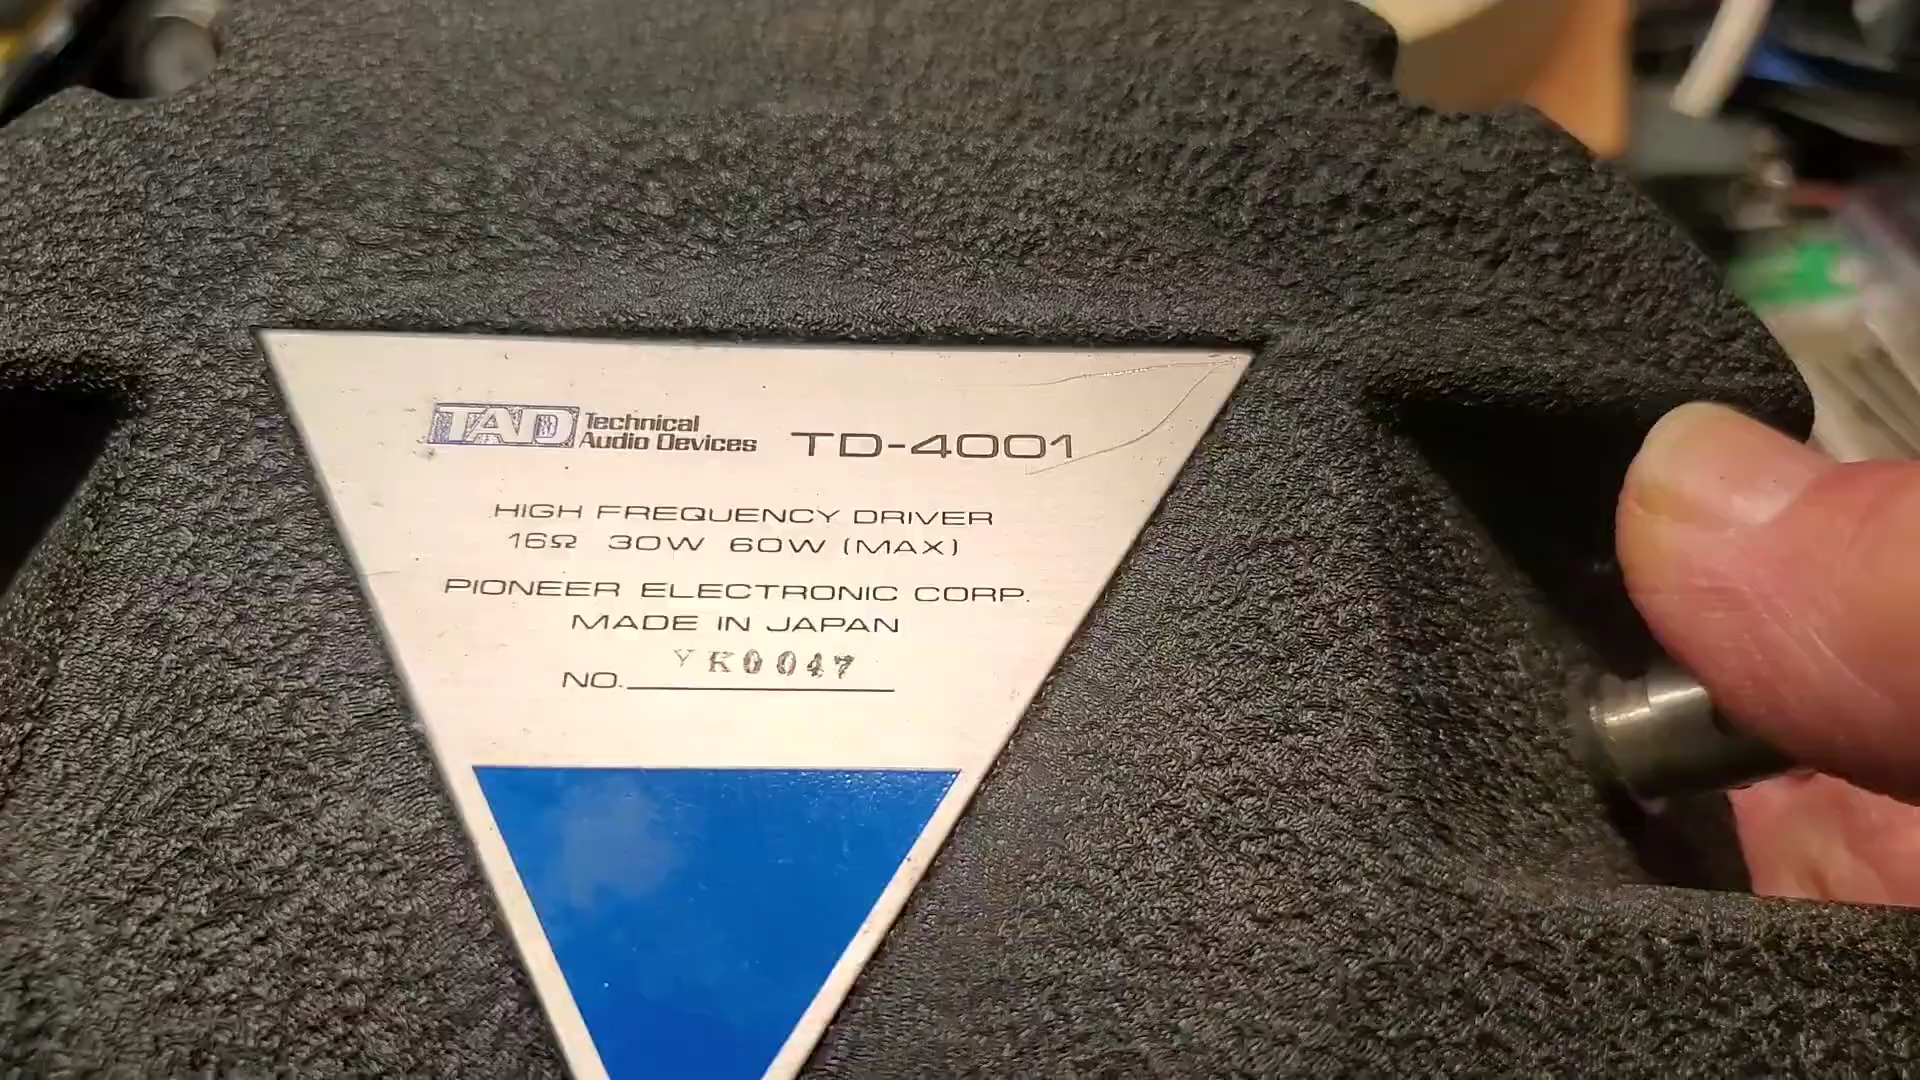 TAD Technical Audio Devices TD-4001
HIGH FREQUENCY DRIVER
16Ω 30W 60W (MAX)
PIONEER ELECTRONIC CORP.
MADE IN JAPAN
NO. YK0047